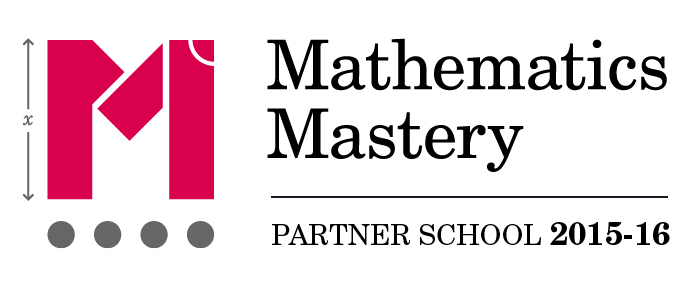 x
Mathematics
Mastery
PARTNER SCHOOL 2015-16